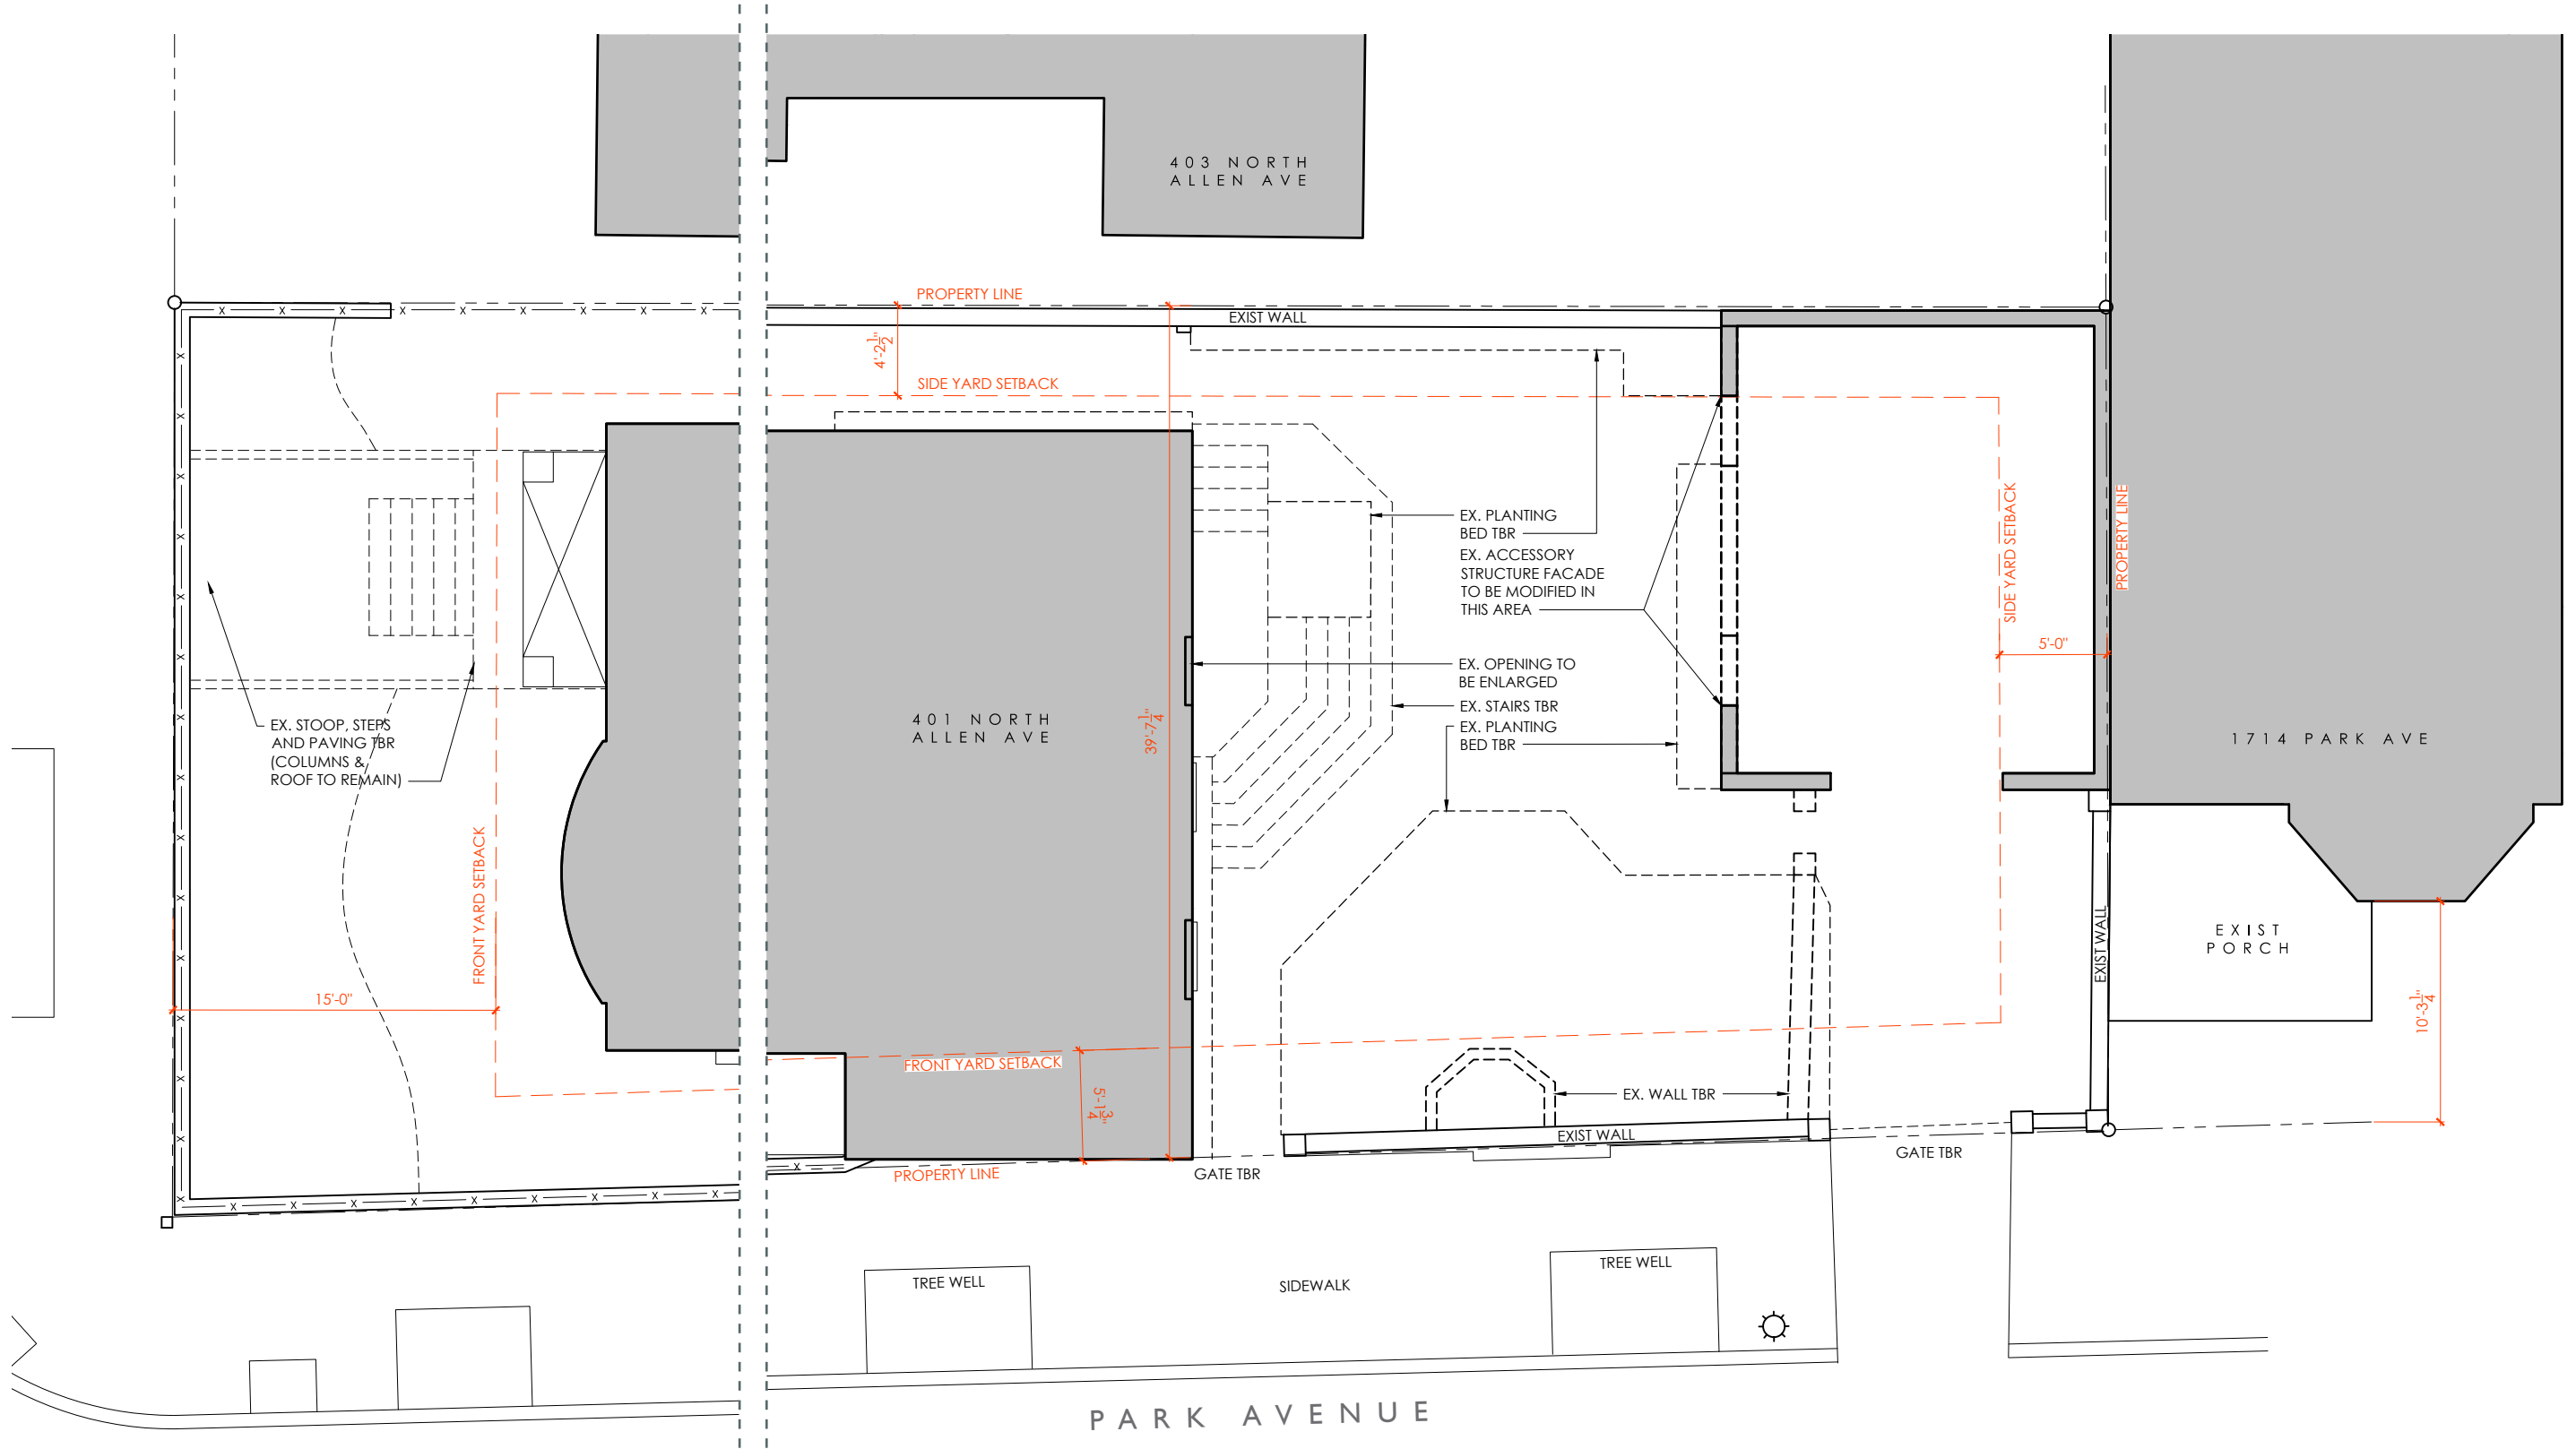 403 NORTH
ALLEN AVE
PROPERTY LINE
EXIST WALL
4'-2 1/2"
SIDE YARD SETBACK
EX. PLANTING
BED TBR
EX. ACCESSORY
STRUCTURE FACADE
TO BE MODIFIED IN
THIS AREA
SIDE YARD SETBACK
PROPERTY LINE
5'-0"
EX. OPENING TO
BE ENLARGED
EX. STAIRS TBR
EX. PLANTING
BED TBR
401 NORTH
ALLEN AVE
39'-7 1/4"
EX. STOOP, STEPS
AND PAVING TBR
(COLUMNS &
ROOF TO REMAIN)
1714 PARK AVE
FRONT YARD SETBACK
15'-0"
EXIST WALL
EXIST
PORCH
10'-3 1/4"
FRONT YARD SETBACK
5'-1 3/4"
EX. WALL TBR
EXIST WALL
PROPERTY LINE
GATE TBR
GATE TBR
TREE WELL
SIDEWALK
TREE WELL
PARK AVENUE